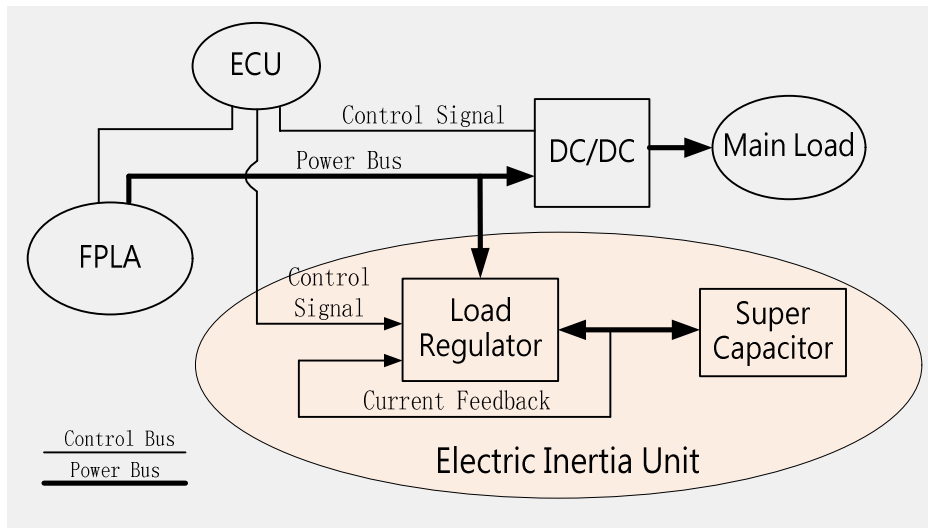 ECU
Control Signal
DC/DC
Main Load
Power Bus
FPLA
Control
Signal
Load
Regulator
Super
Capacitor
Current Feedback
Control Bus
Power Bus
Electric Inertia Unit